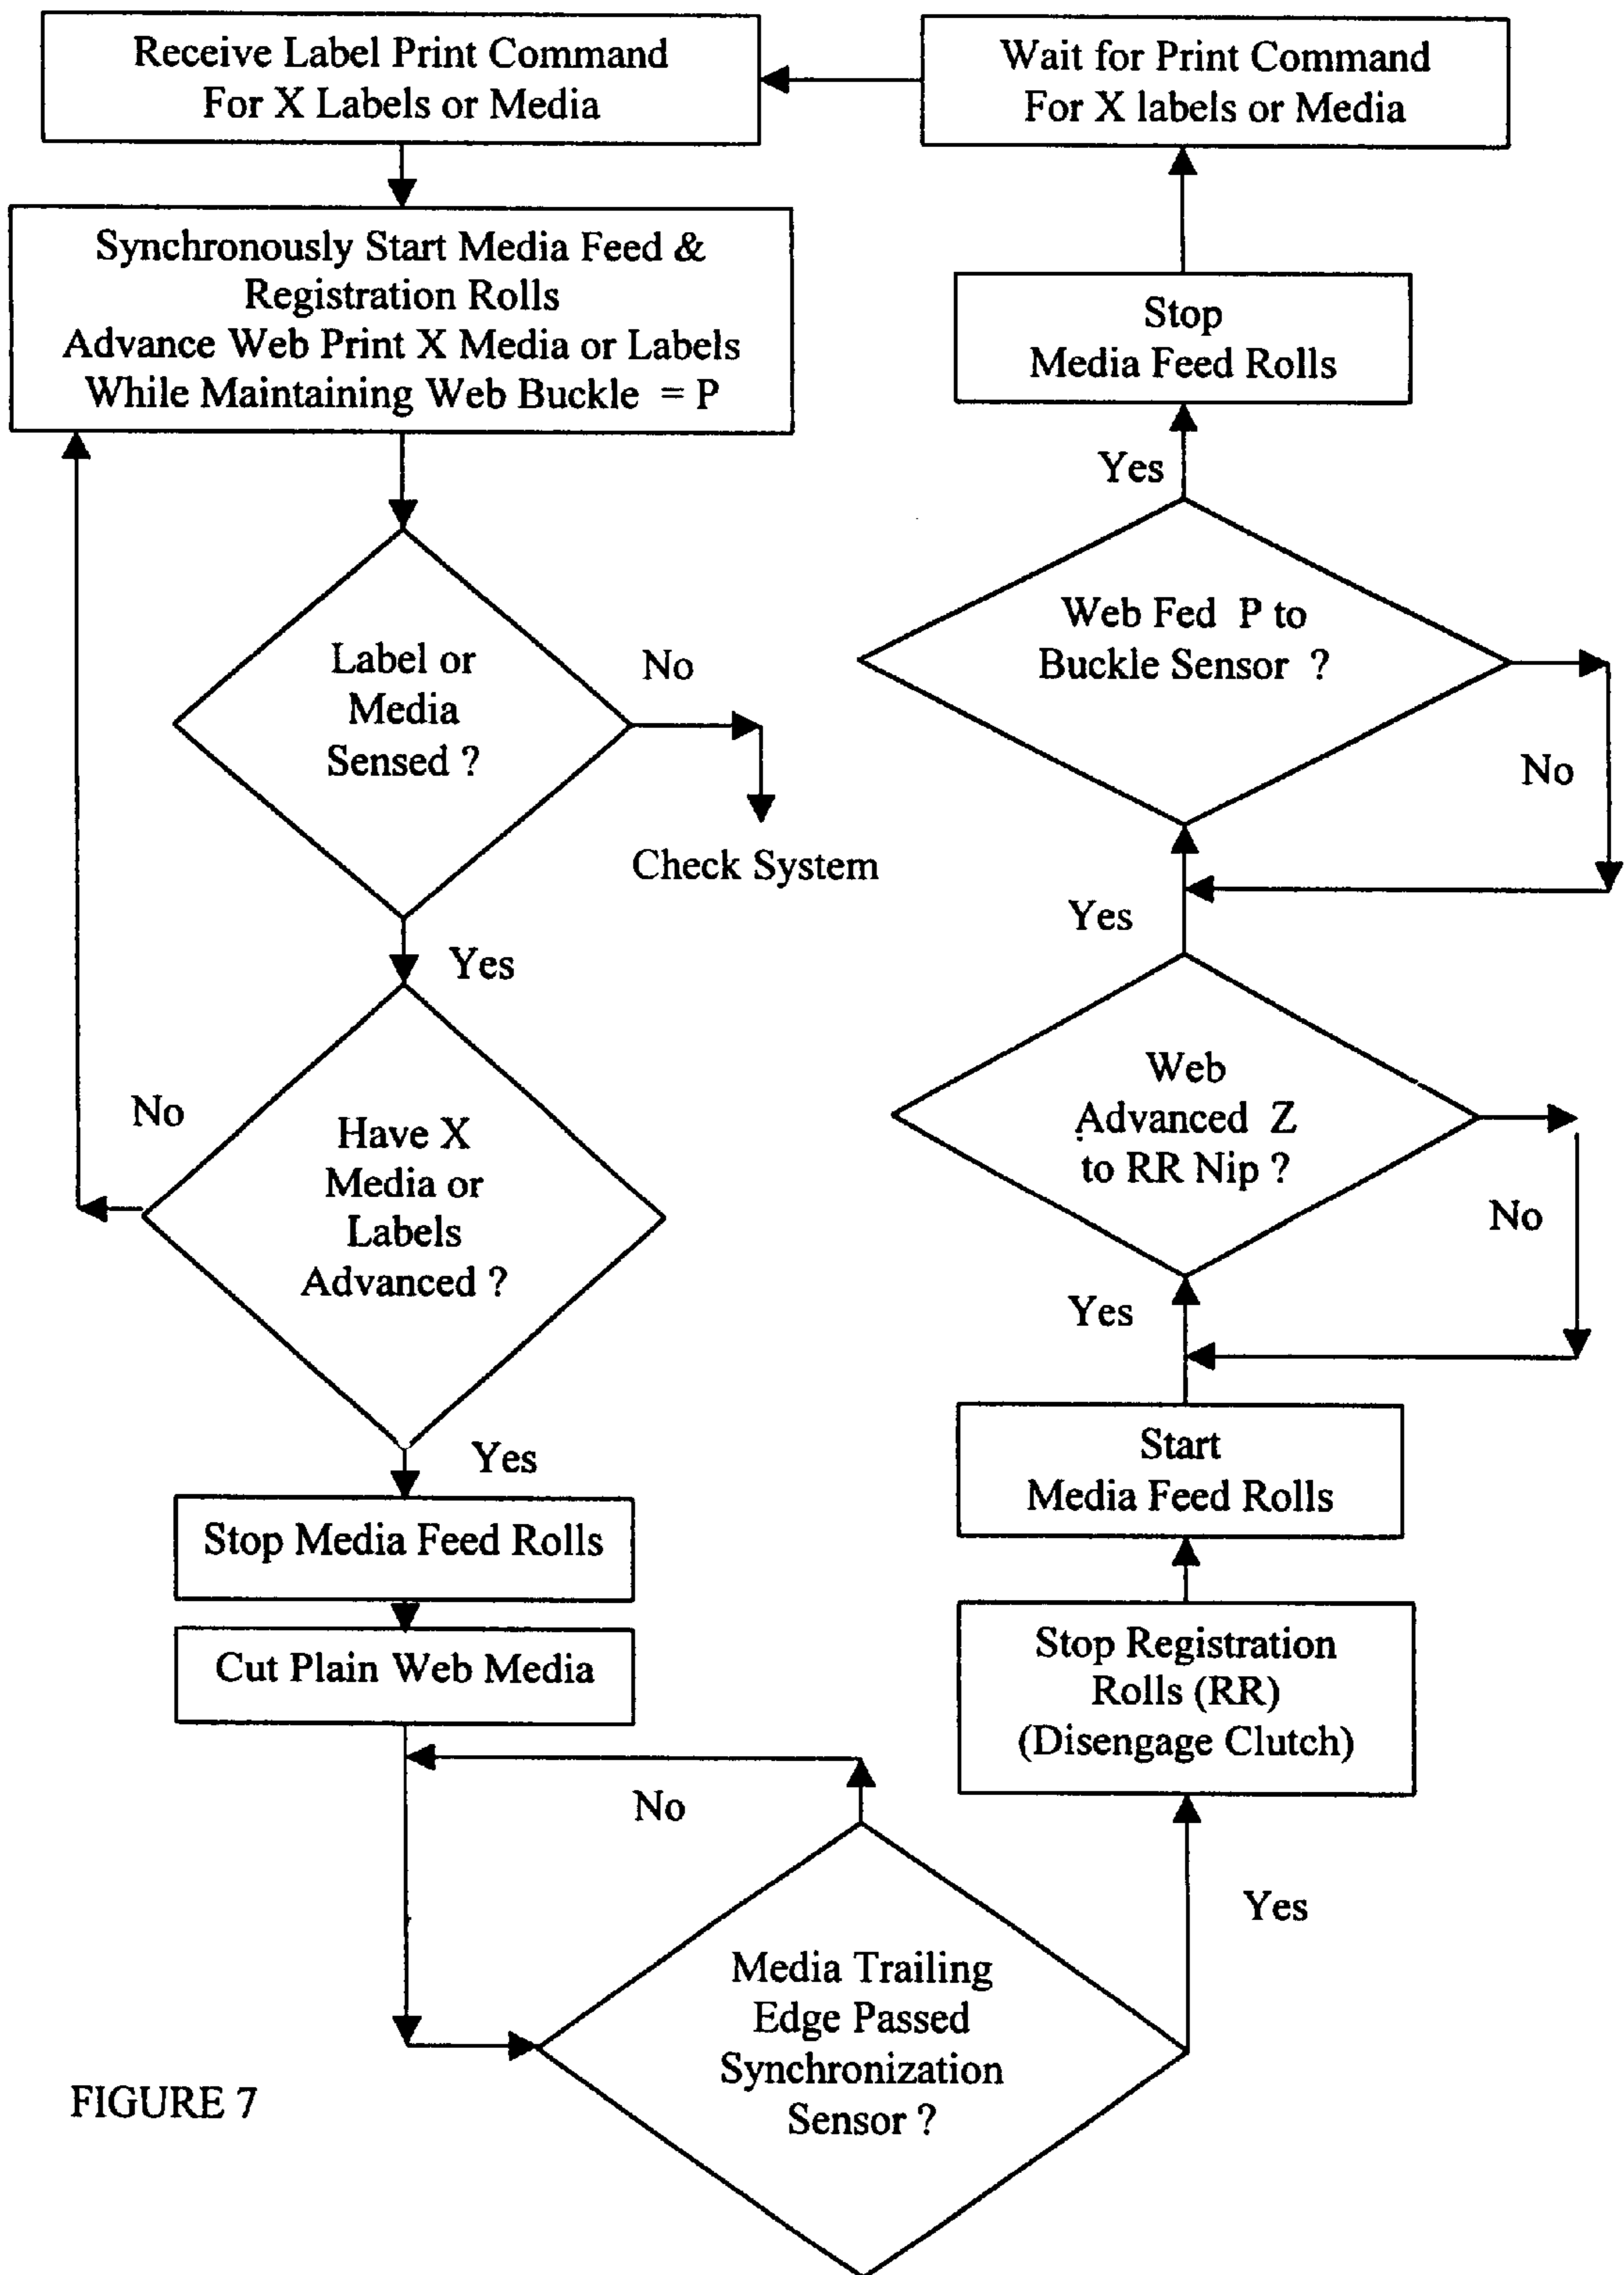 Receive Label Print Command
For X Labels or Media
Wait for Print Command
For X labels or Media
Synchronously Start Media Feed &
Registration Rolls
Advance Web Print X Media or Labels
While Maintaining Web Buckle = P
Stop
Media Feed Rolls
Yes
Web Fed P to
Buckle Sensor ?
No
Label or
Media
Sensed ?
No
Check System
Yes
Yes
Web
Advanced Z
to RR Nip ?
No
Have X
Media or
Labels
Advanced ?
No
Yes
Yes
Start
Media Feed Rolls
Stop Media Feed Rolls
Cut Plain Web Media
Stop Registration
Rolls (RR)
(Disengage Clutch)
No
Yes
Media Trailing
Edge Passed
Synchronization
Sensor ?
FIGURE 7